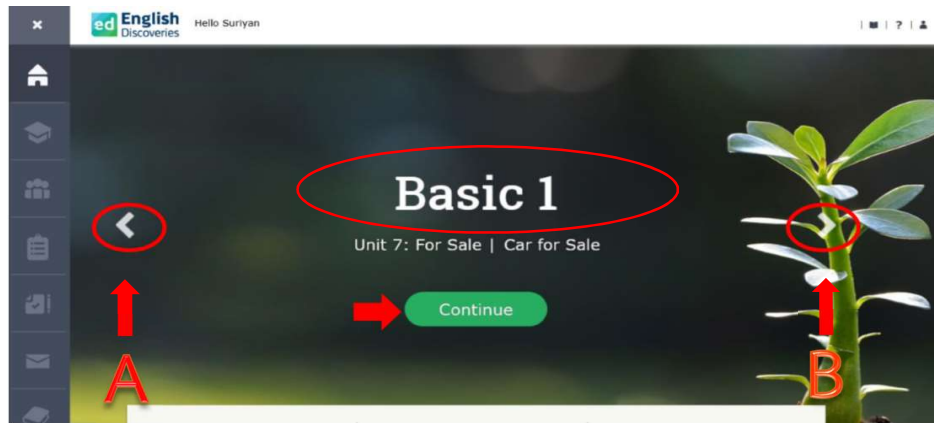 ed English Discoveries Hello Suriyan
?
Basic 1
Unit 7: For Sale | Car for Sale
Continue
A B